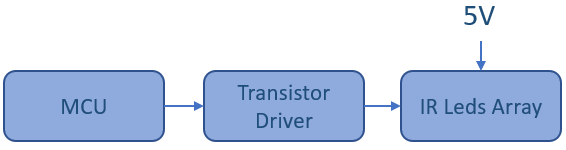 5V
MCU
Transistor
Driver
IR Leds Array